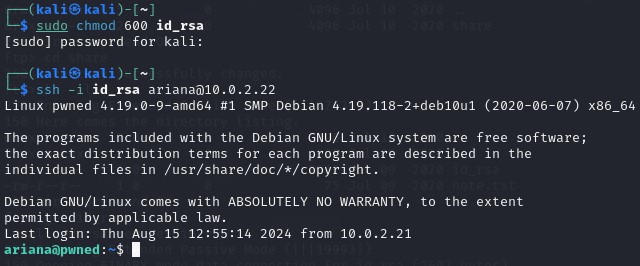 ┌──(kali㉿kali)-[~]
└─$ sudo chmod 600 id_rsa
[sudo] password for kali:
┌──(kali㉿kali)-[~]
└─$ ssh -i id_rsa ariana@10.0.2.22
Linux pwned 4.19.0-9-amd64 #1 SMP Debian 4.19.118-2+deb10u1 (2020-06-07) x86_64
The programs included with the Debian GNU/Linux system are free software;
the exact distribution terms for each program are described in the
individual files in /usr/share/doc/*/copyright.
Debian GNU/Linux comes with ABSOLUTELY NO WARRANTY, to the extent
permitted by applicable law.
Last login: Thu Aug 15 12:55:14 2024 from 10.0.2.21
ariana@pwned:~$